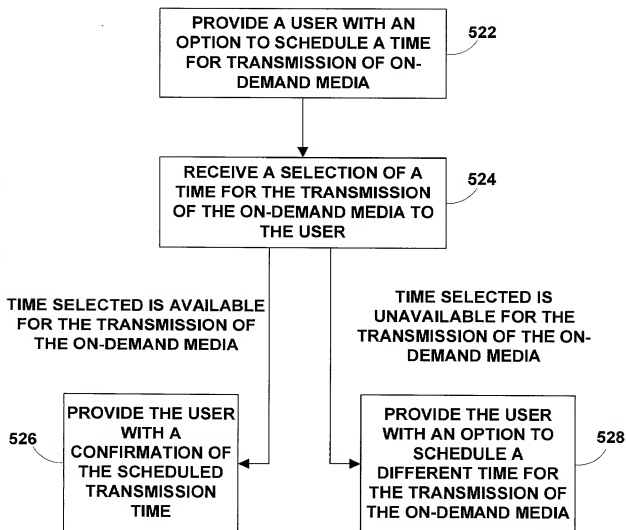 PROVIDE A USER WITH AN
OPTION TO SCHEDULE A TIME
FOR TRANSMISSION OF ON-
DEMAND MEDIA
522
RECEIVE A SELECTION OF A
TIME FOR THE TRANSMISSION
OF THE ON-DEMAND MEDIA TO
THE USER
524
TIME SELECTED IS AVAILABLE
FOR THE TRANSMISSION OF
THE ON-DEMAND MEDIA
TIME SELECTED IS
UNAVAILABLE FOR THE
TRANSMISSION OF THE ON-
DEMAND MEDIA
526
PROVIDE THE USER
WITH A
CONFIRMATION OF
THE SCHEDULED
TRANSMISSION
TIME
PROVIDE THE USER
WITH AN OPTION TO
SCHEDULE A
DIFFERENT TIME FOR
THE TRANSMISSION OF
THE ON-DEMAND MEDIA
528